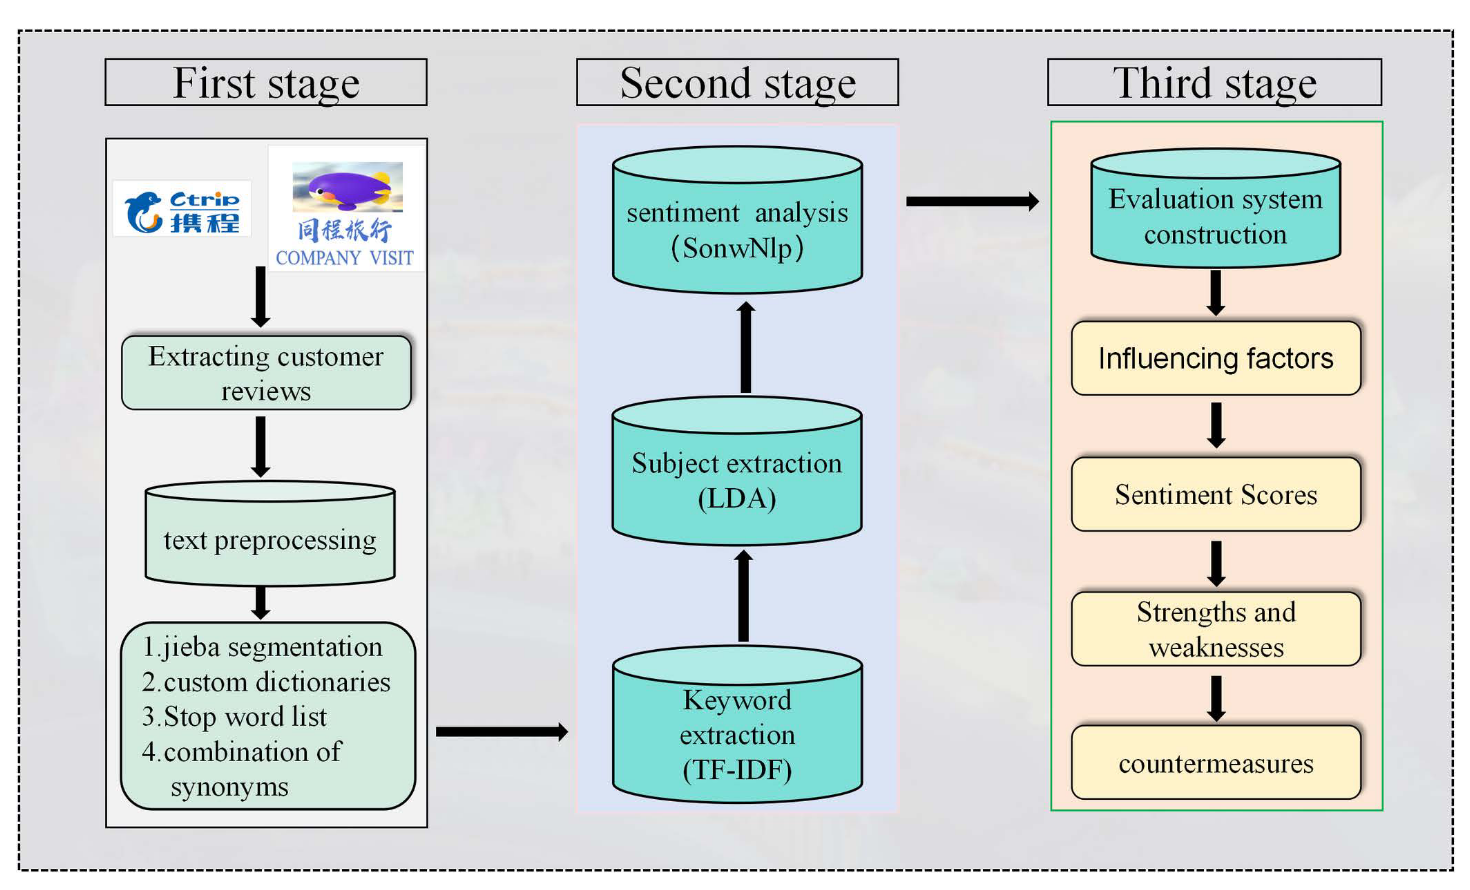 First stage
Ctrip
携程
同程旅行
COMPANY VISIT
Extracting customer
reviews
text preprocessing
1.jieba segmentation
2.custom dictionaries
3.Stop word list
4.combination of
synonyms
Second stage
sentiment analysis
（SonwNlp）
Subject extraction
(LDA)
Keyword
extraction
(TF-IDF)
Third stage
Evaluation system
construction
Influencing factors
Sentiment Scores
Strengths and
weaknesses
countermeasures